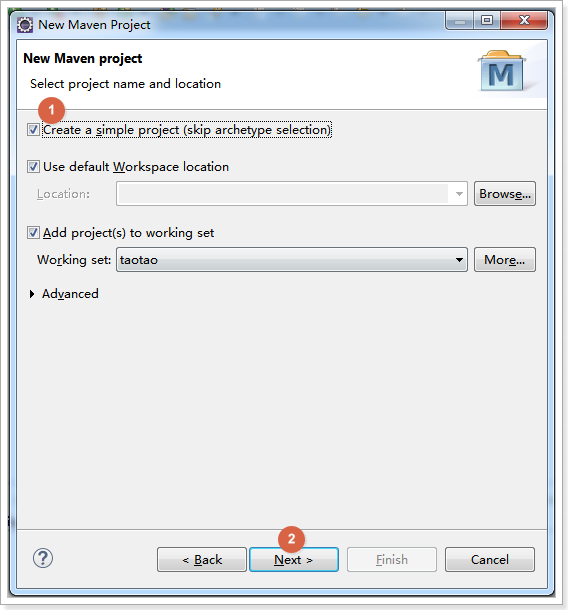 New Maven Project
New Maven project
Select project name and location
M
1
Create a simple project (skip archetype selection)
Use default Workspace location
Location:
Browse...
Add project(s) to working set
Working set: taotao More...
Advanced
2
? < Back Next > Finish Cancel